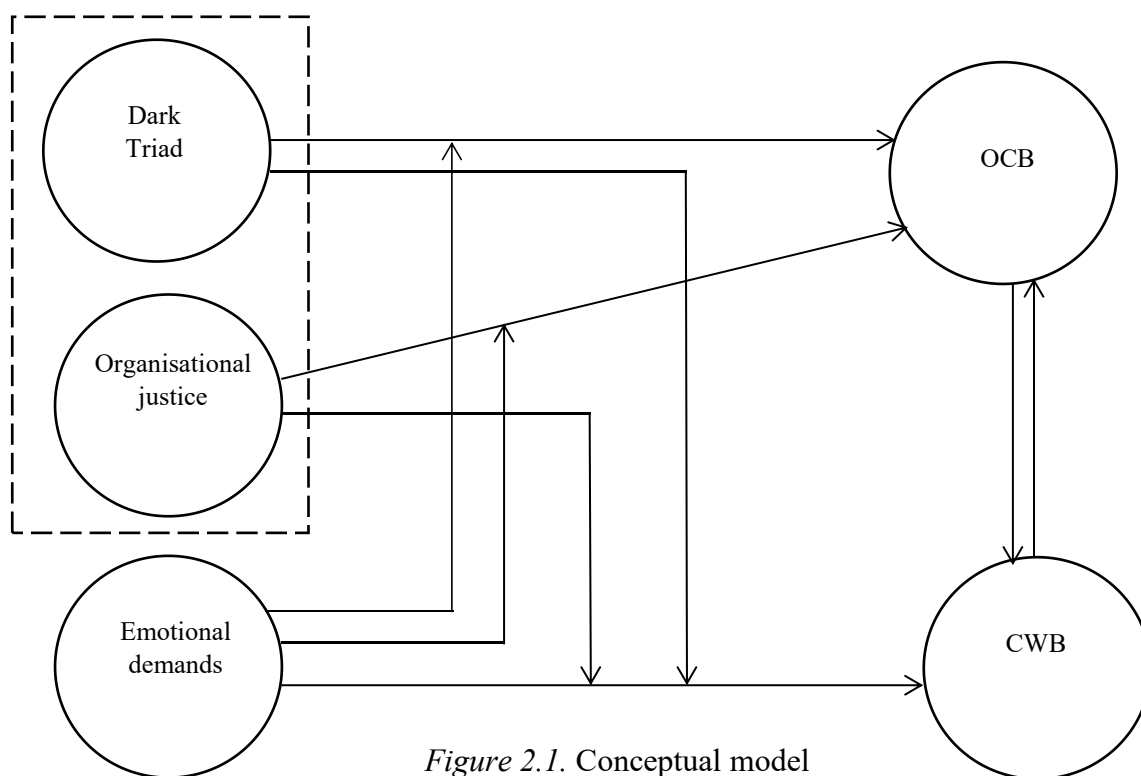 Dark
Triad
OCB
Organisational
justice
Emotional
demands
CWB
Figure 2.1. Conceptual model